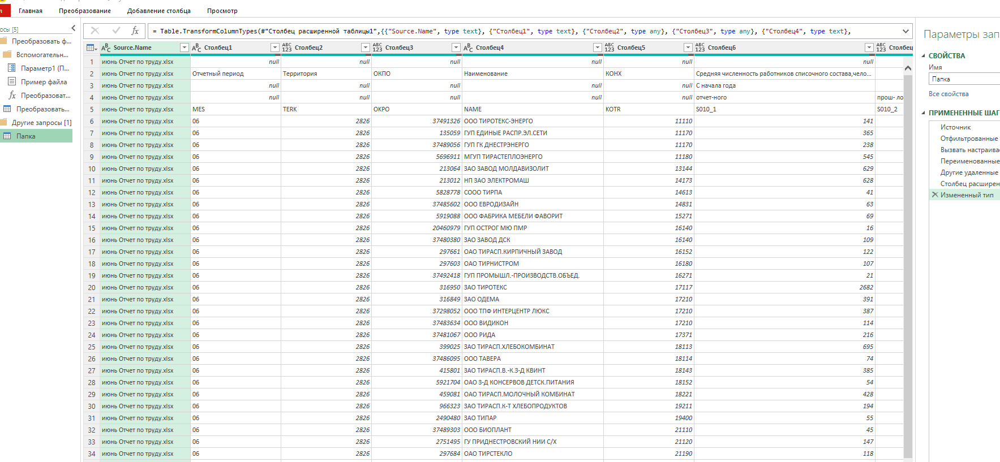 Главная Преобразование Добавление столбца Просмотр
[5]
= Table.TransformColumnTypes(#"Столбец расширенной таблицы1",{{"Source.Name", type text}, {"Столбец1", type text}, {"Столбец2", type any}, {"Столбец3", type any}, {"Столбец4", type text},
Преобразовать ф...
Вспомогательн...
Параметр1 (П...
Пример файла
Преобразоват...
Преобразовать...
Другие запросы [1]
Папка
Source.Name Столбец1 Столбец2 Столбец3 Столбец4 Столбец5 Столбец6 Столбец
1 июнь Отчет по труду.xlsx null null null null null null
2 июнь Отчет по труду.xlsx Отчетный период Территория ОКПО Наименование КОНХ Средняя численность работников списочного состава,чело...
3 июнь Отчет по труду.xlsx null null null null null С начала года
4 июнь Отчет по труду.xlsx null null null null null отчет-ного прош- ло
5 июнь Отчет по труду.xlsx MES TERK OKPO NAME KOTR S010_1 S010_2
6 июнь Отчет по труду.xlsx 06 2826 37491326 ООО ТИРОТЕКС-ЭНЕРГО 11110 141
7 июнь Отчет по труду.xlsx 06 2826 135059 ГУП ЕДИНЫЕ РАСПР.ЭЛ.СЕТИ 11170 365
8 июнь Отчет по труду.xlsx 06 2826 37489056 ГУП ГК ДНЕСТРЭНЕРГО 11170 238
9 июнь Отчет по труду.xlsx 06 2826 5696911 МГУП ТИРАСТЕПЛОЭНЕРГО 11180 545
10 июнь Отчет по труду.xlsx 06 2826 213064 ЗАО ЗАВОД МОЛДАВИЗОЛИТ 13144 629
11 июнь Отчет по труду.xlsx 06 2826 213012 НП ЗАО ЭЛЕКТРОМАШ 14173 628
12 июнь Отчет по труду.xlsx 06 2826 5828778 СООО ТИРПА 14613 41
13 июнь Отчет по труду.xlsx 06 2826 37485602 ООО ЕВРОДИЗАЙН 14831 63
14 июнь Отчет по труду.xlsx 06 2826 5919088 ООО ФАБРИКА МЕБЕЛИ ФАВОРИТ 15271 69
15 июнь Отчет по труду.xlsx 06 2826 20460979 ГУП ОСТРОГ МЮ ПМР 16140 16
16 июнь Отчет по труду.xlsx 06 2826 37480380 ЗАО ЗАВОД ДСК 16140 109
17 июнь Отчет по труду.xlsx 06 2826 297661 ОАО ТИРАСП.КИРПИЧНЫЙ ЗАВОД 16152 122
18 июнь Отчет по труду.xlsx 06 2826 297603 ОАО ТИРНИСТРОМ 16180 107
19 июнь Отчет по труду.xlsx 06 2826 37492418 ГУП ПРОМЫШЛ.-ПРОИЗВОДСТВ.ОБЪЕД. 16271 21
20 июнь Отчет по труду.xlsx 06 2826 316950 ЗАО ТИРОТЕКС 17117 2682
21 июнь Отчет по труду.xlsx 06 2826 316849 ЗАО ОДЕМА 17210 391
22 июнь Отчет по труду.xlsx 06 2826 37298052 ООО ТПФ ИНТЕРЦЕНТР ЛЮКС 17210 387
23 июнь Отчет по труду.xlsx 06 2826 37483634 ООО ВИДИКОН 17210 114
24 июнь Отчет по труду.xlsx 06 2826 37481067 ООО РИДА 17371 216
25 июнь Отчет по труду.xlsx 06 2826 399025 ЗАО ТИРАСП.ХЛЕБОКОМБИНАТ 18113 695
26 июнь Отчет по труду.xlsx 06 2826 37486095 ООО ТАВЕРА 18114 74
27 июнь Отчет по труду.xlsx 06 2826 415801 ЗАО ТИРАСП.В.-К.З-Д КВИНТ 18143 385
28 июнь Отчет по труду.xlsx 06 2826 5921704 ОАО З-Д КОНСЕРВОВ ДЕТСК.ПИТАНИЯ 18152 54
29 июнь Отчет по труду.xlsx 06 2826 459081 ОАО ТИРАСП.МОЛОЧНЫЙ КОМБИНАТ 18221 428
30 июнь Отчет по труду.xlsx 06 2826 966323 ЗАО ТИРАСП.К-Т ХЛЕБОПРОДУКТОВ 19211 194
31 июнь Отчет по труду.xlsx 06 2826 2490480 ЗАО ТИПАР 19400 55
32 июнь Отчет по труду.xlsx 06 2826 37489303 ООО БИОПЛАНТ 21110 45
33 июнь Отчет по труду.xlsx 06 2826 2751495 ГУ ПРИДНЕСТРОВСКИЙ НИИ С/Х 21120 147
34 июнь Отчет по труду.xlsx 06 2826 297684 ОАО ТИРСТЕКЛО 21190 118
Параметры зап
СВОЙСТВА
Имя
Папка
Все свойства
ПРИМЕНЕННЫЕ ШАГ
Источник
Отфильтрованные
Вызвать настраивае
Переименованные
Другие удаленные
Столбец расширен
Измененный тип